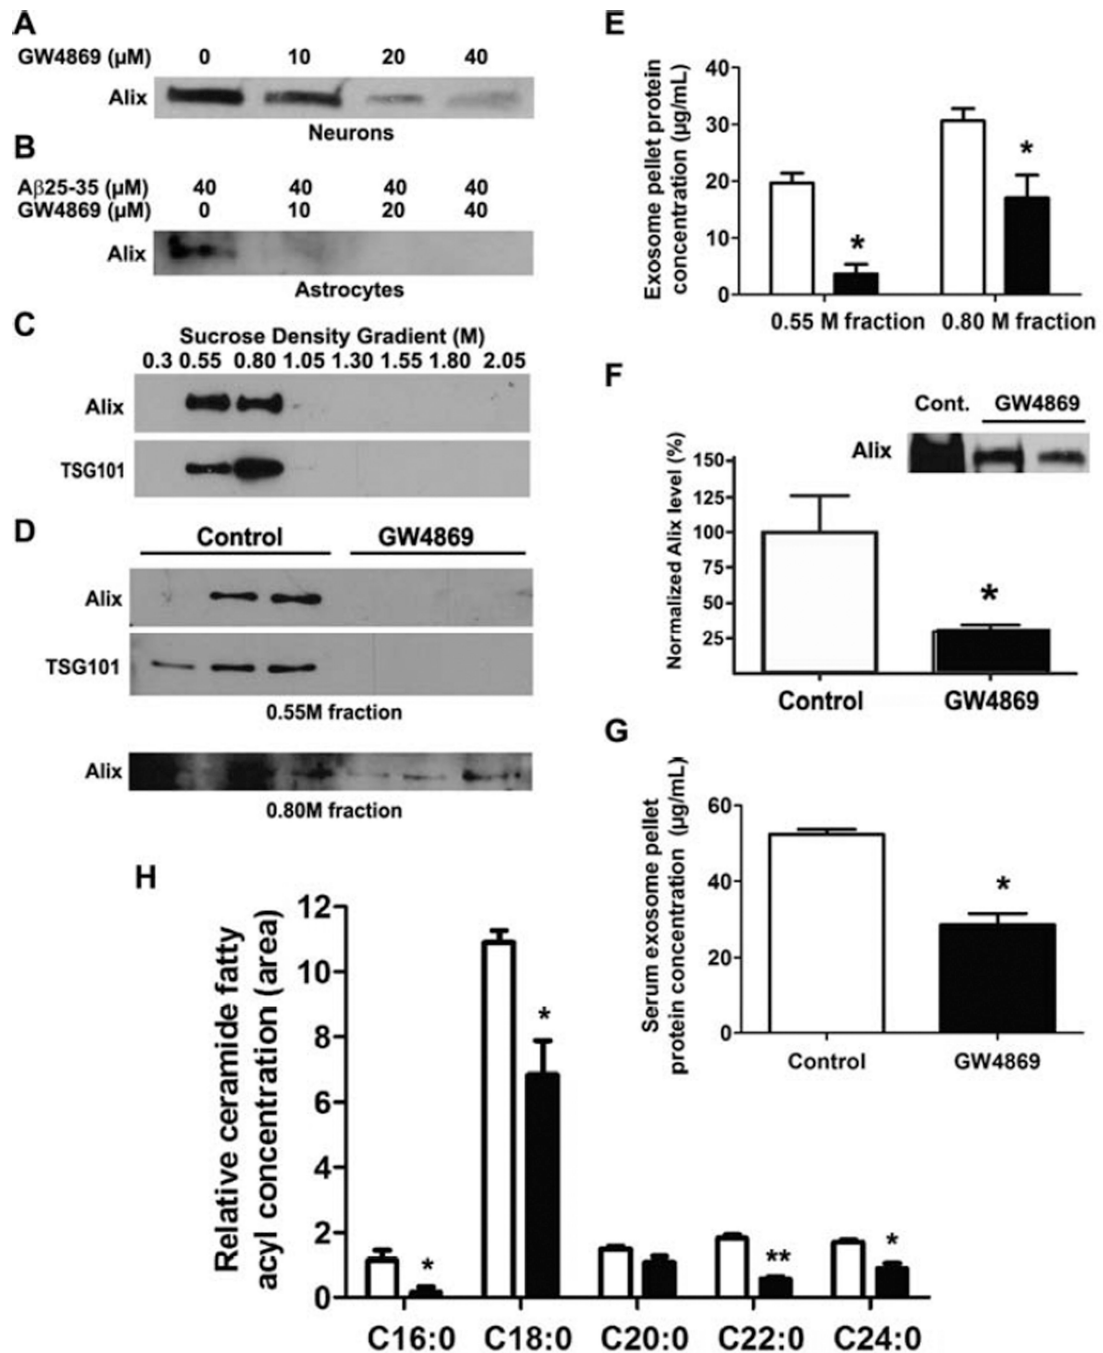 A
GW4869 (µM) 0 10 20 40
Alix
Neurons
B
Aβ25-35 (µM) 40 40 40 40
GW4869 (µM) 0 10 20 40
Alix
Astrocytes
C
Sucrose Density Gradient (M)
0.3 0.55 0.80 1.05 1.30 1.55 1.80 2.05
Alix
TSG101
D
Control GW4869
Alix
TSG101
0.55M fraction
Alix
0.80M fraction
E
Exosome pellet protein
concentration (µg/mL)
40
30
20
10
0
*
*
0.55 M fraction 0.80 M fraction
F
Cont. GW4869
Alix
Normalized Alix level (%)
150
125
100
75
50
25
*
Control GW4869
G
Serum exosome pellet
protein concentration (µg/mL)
60
40
20
0
*
Control GW4869
H
Relative ceramide fatty
acyl concentration (area)
12
10
8
6
4
2
0
* * ** *
C16:0 C18:0 C20:0 C22:0 C24:0